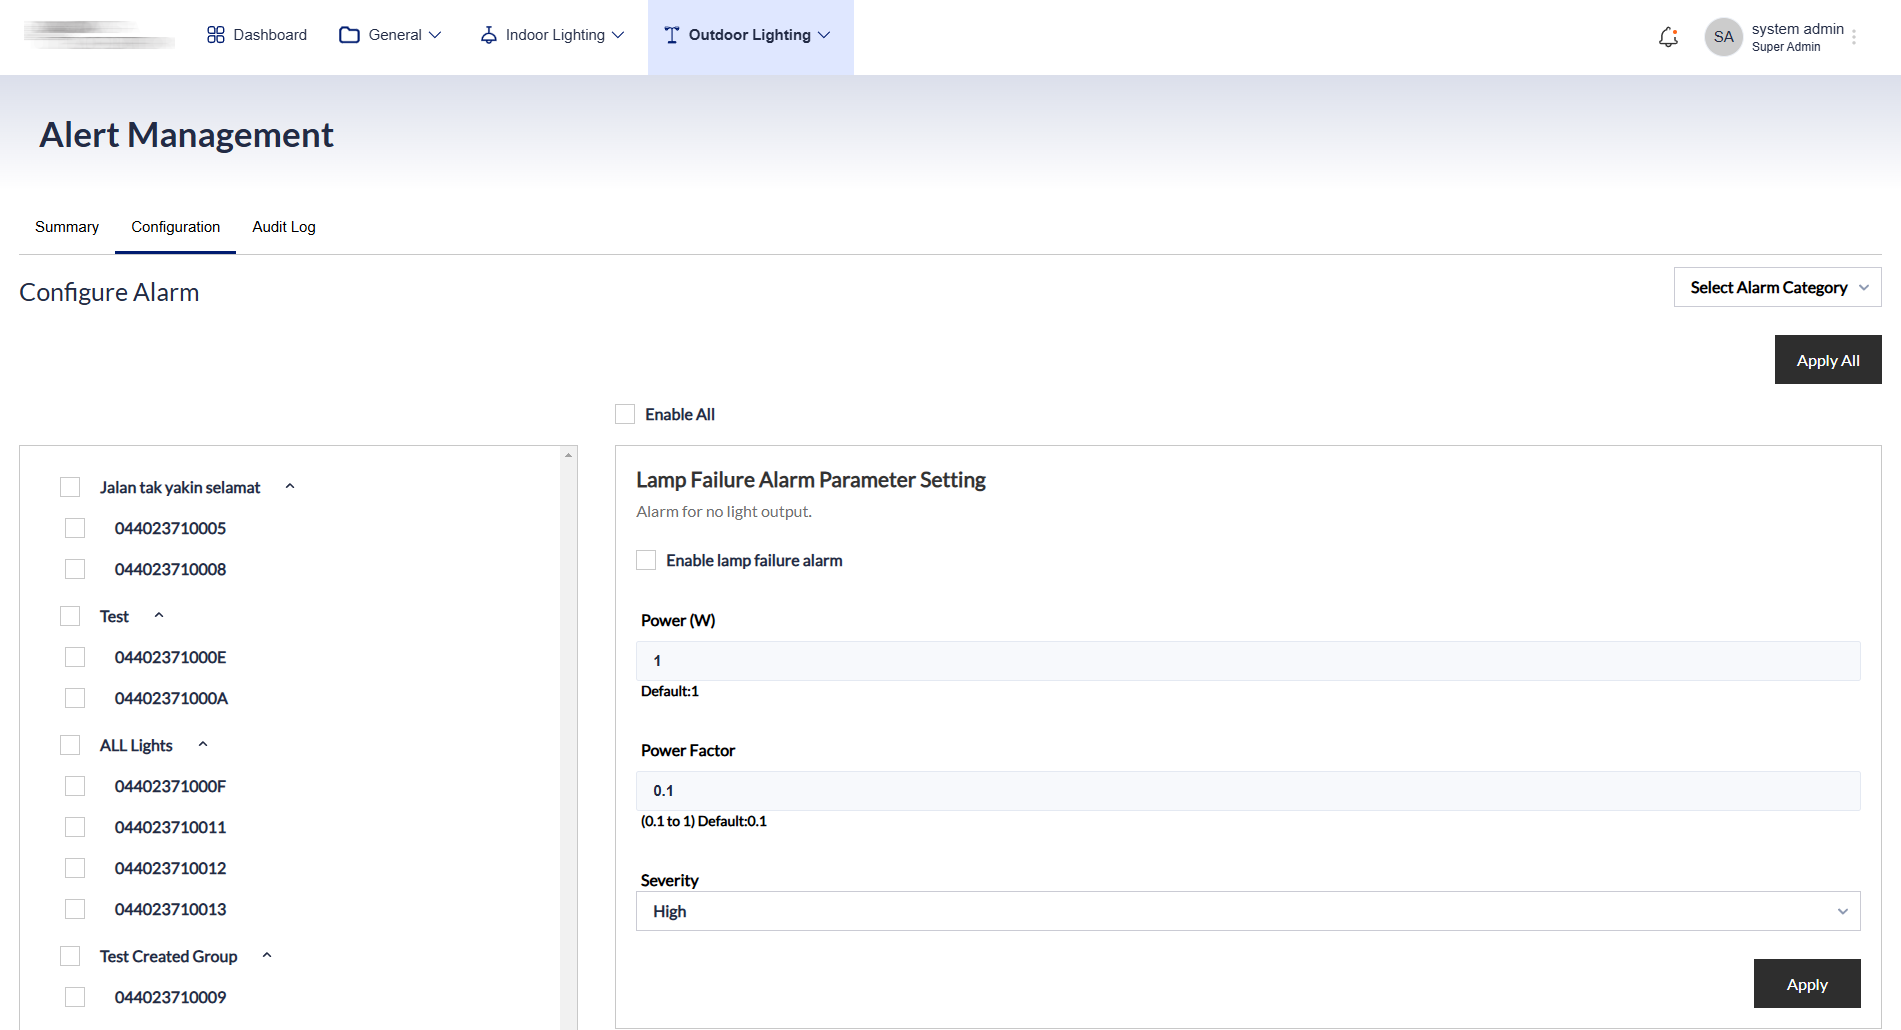 Dashboard
General
Indoor Lighting
Outdoor Lighting
SA
system admin
Super Admin
Alert Management
Summary
Configuration
Audit Log
Configure Alarm
Select Alarm Category
Apply All
Enable All
Jalan tak yakin selamat
044023710005
044023710008
Test
04402371000E
04402371000A
ALL Lights
04402371000F
044023710011
044023710012
044023710013
Test Created Group
044023710009
Lamp Failure Alarm Parameter Setting
Alarm for no light output.
Enable lamp failure alarm
Power (W)
1
Default:1
Power Factor
0.1
(0.1 to 1) Default:0.1
Severity
High
Apply